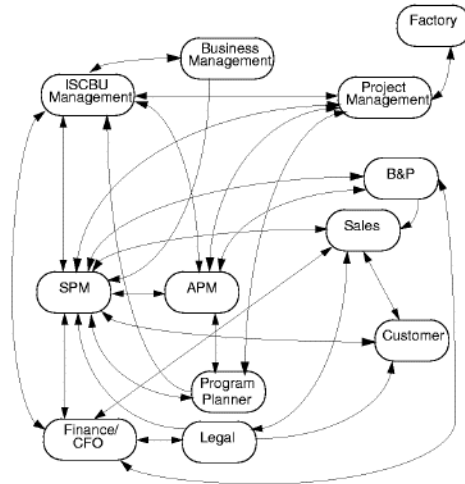 Factory
Business
Management
ISCBU
Management
Project
Management
B&P
Sales
SPM
APM
Customer
Program
Planner
Finance/
CFO
Legal